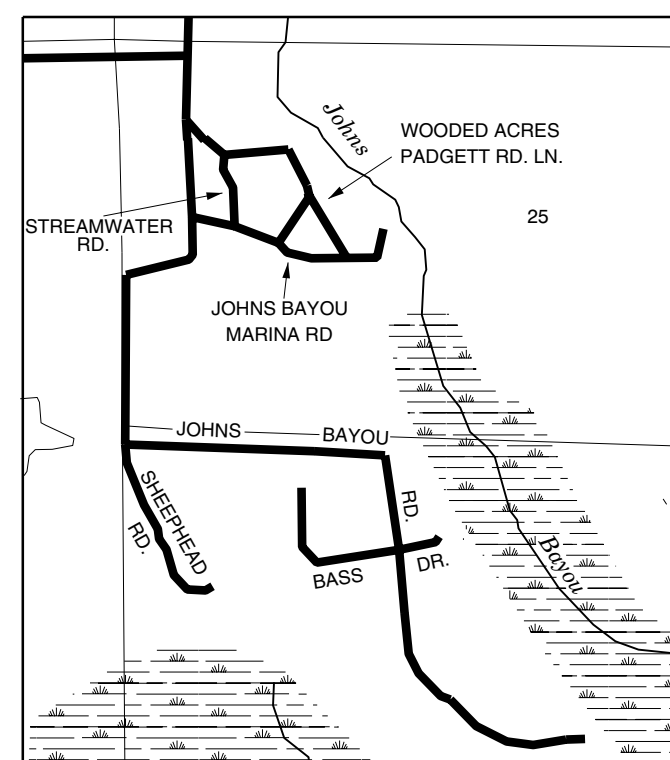 Johns
WOODED ACRES
PADGETT RD. LN.
25
STREAMWATER
RD.
JOHNS BAYOU
MARINA RD
JOHNS BAYOU
RD.
SHEEPHEAD
RD.
BASS DR.
Bayou